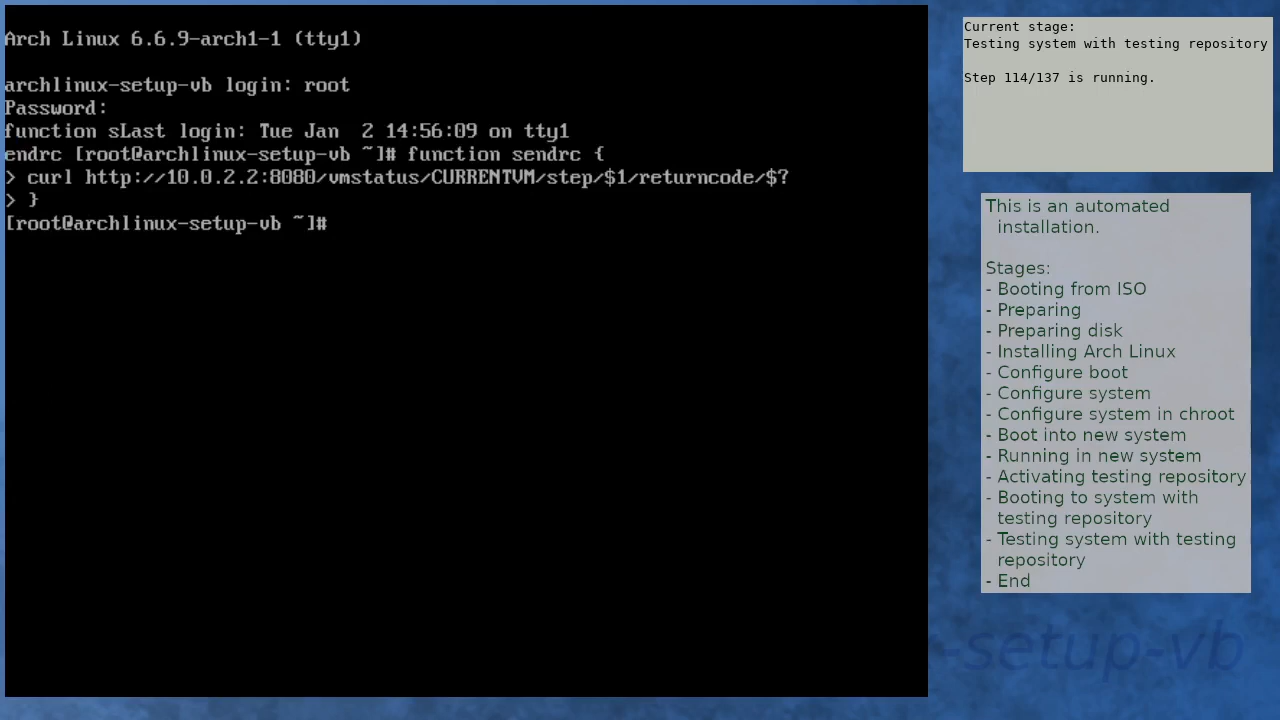 Arch Linux 6.6.9-arch1-1 (tty1)
archlinux-setup-vb login: root
Password:
function sLast login: Tue Jan  2 14:56:09 on tty1
endrc [root@archlinux-setup-vb ~]# function sendrc {
> curl http://10.0.2.2:8080/vmstatus/CURRENTVM/step/$1/returncode/$?
> }
[root@archlinux-setup-vb ~]#
Current stage:
Testing system with testing repository
Step 114/137 is running.
This is an automated
installation.
Stages:
- Booting from ISO
- Preparing
- Preparing disk
- Installing Arch Linux
- Configure boot
- Configure system
- Configure system in chroot
- Boot into new system
- Running in new system
- Activating testing repository
- Booting to system with
testing repository
- Testing system with testing
repository
- End
-setup-vb